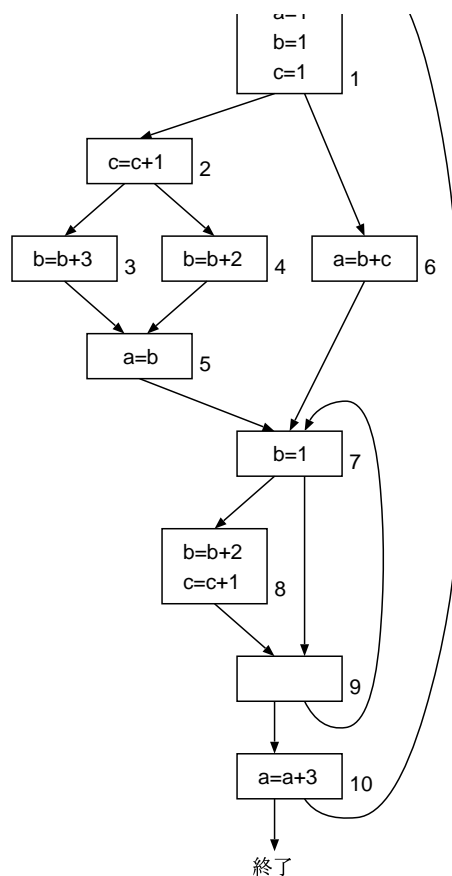 b=1
c=1
1
c=c+1
2
b=b+3
3
b=b+2
4
a=b+c
6
a=b
5
b=1
7
b=b+2
c=c+1
8
9
a=a+3
10
終了